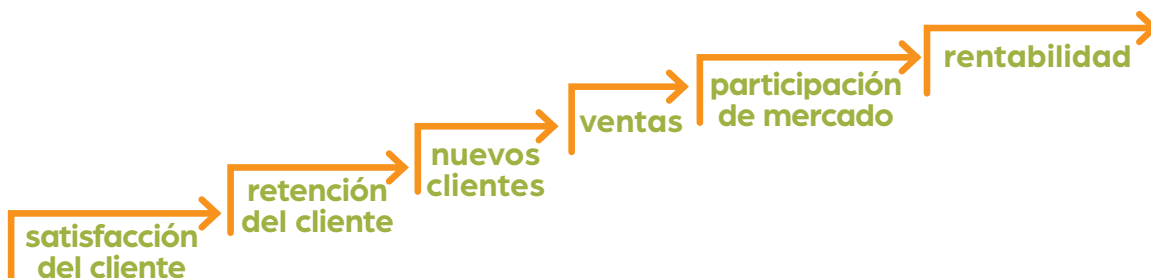 satisfacción
del cliente
retención
del cliente
nuevos
clientes
ventas
participación
de mercado
rentabilidad